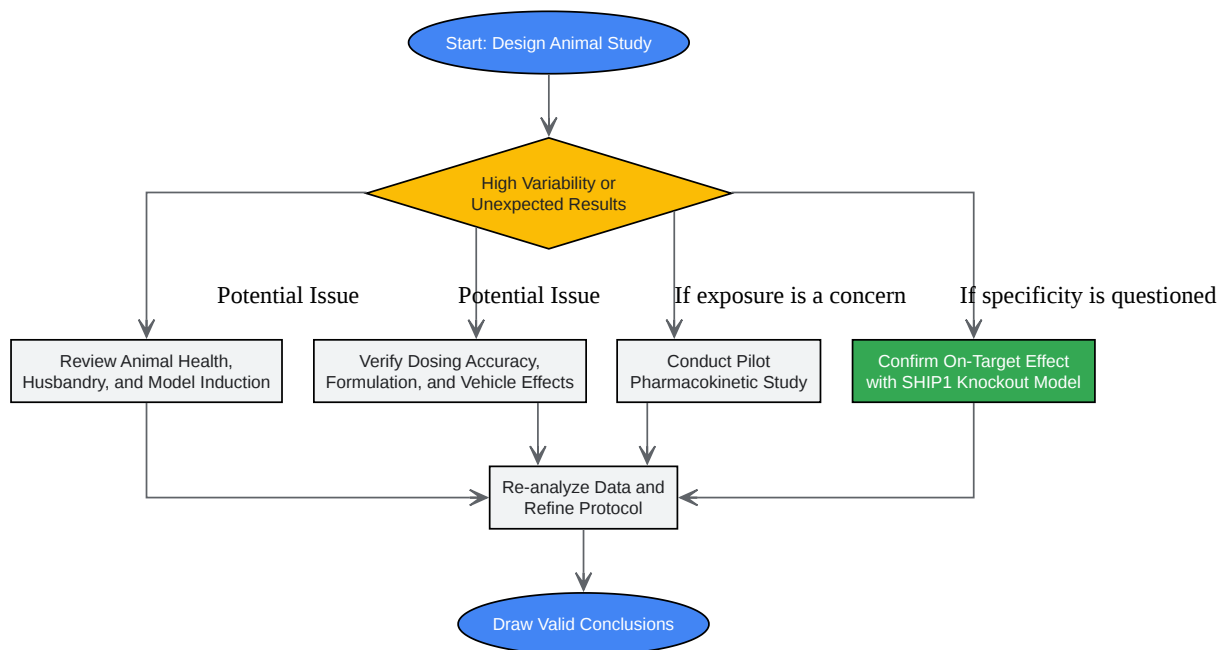 Start: Design Animal Study
High Variability or
Unexpected Results
Potential Issue
Potential Issue
If exposure is a concern
If specificity is questioned
Review Animal Health,
Husbandry, and Model Induction
Verify Dosing Accuracy,
Formulation, and Vehicle Effects
Conduct Pilot
Pharmacokinetic Study
Confirm On-Target Effect
with SHIP1 Knockout Model
Re-analyze Data and
Refine Protocol
Draw Valid Conclusions